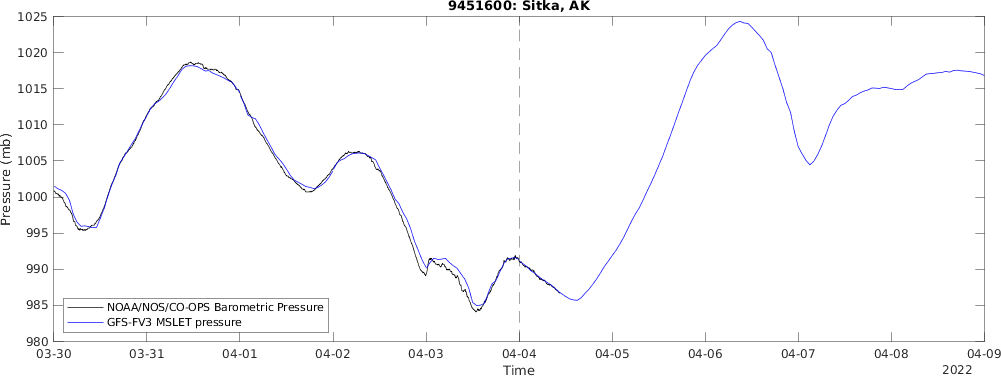 9451600: Sitka, AK
Pressure (mb)
1025
1020
1015
1010
1005
1000
995
990
985
980
NOAA/NOS/CO-OPS Barometric Pressure
GFS-FV3 MSLET pressure
03-30 03-31 04-01 04-02 04-03 04-04 04-05 04-06 04-07 04-08 04-09
Time
2022